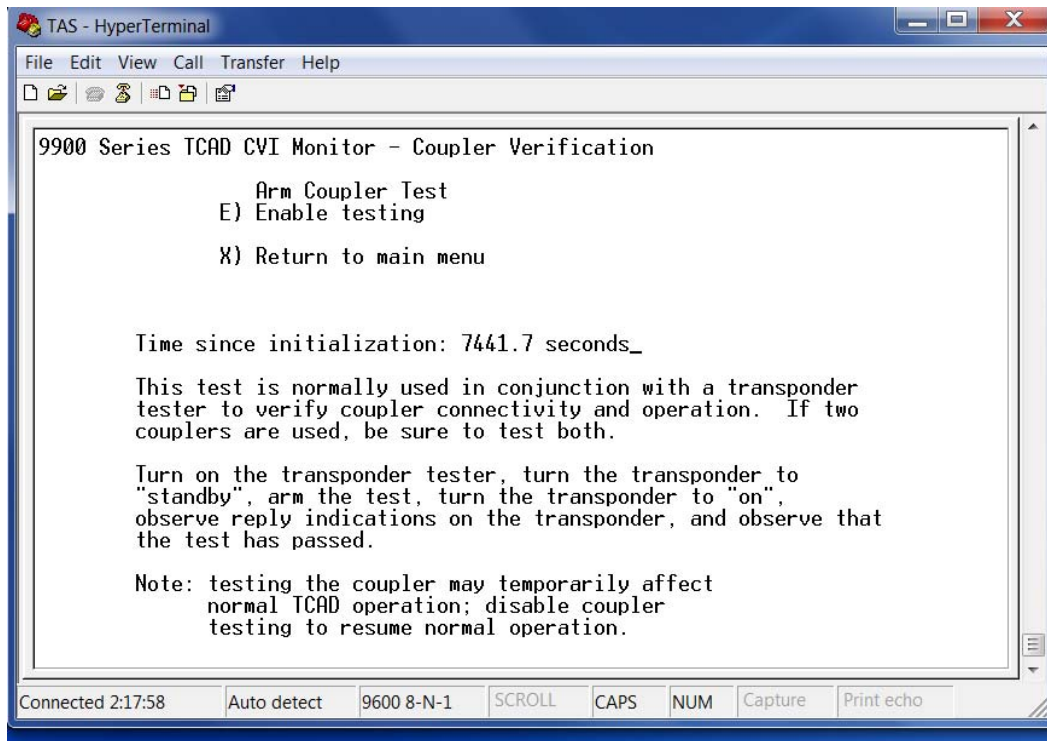 TAS - HyperTerminal
File Edit View Call Transfer Help
9900 Series TCAD CVI Monitor - Coupler Verification
Arm Coupler Test
E) Enable testing
X) Return to main menu
Time since initialization: 7441.7 seconds_
This test is normally used in conjunction with a transponder
tester to verify coupler connectivity and operation. If two
couplers are used, be sure to test both.
Turn on the transponder tester, turn the transponder to
"standby", arm the test, turn the transponder to "on",
observe reply indications on the transponder, and observe that
the test has passed.
Note: testing the coupler may temporarily affect
normal TCAD operation; disable coupler
testing to resume normal operation.
Connected 2:17:58 Auto detect 9600 8-N-1 SCROLL CAPS NUM Capture Print echo